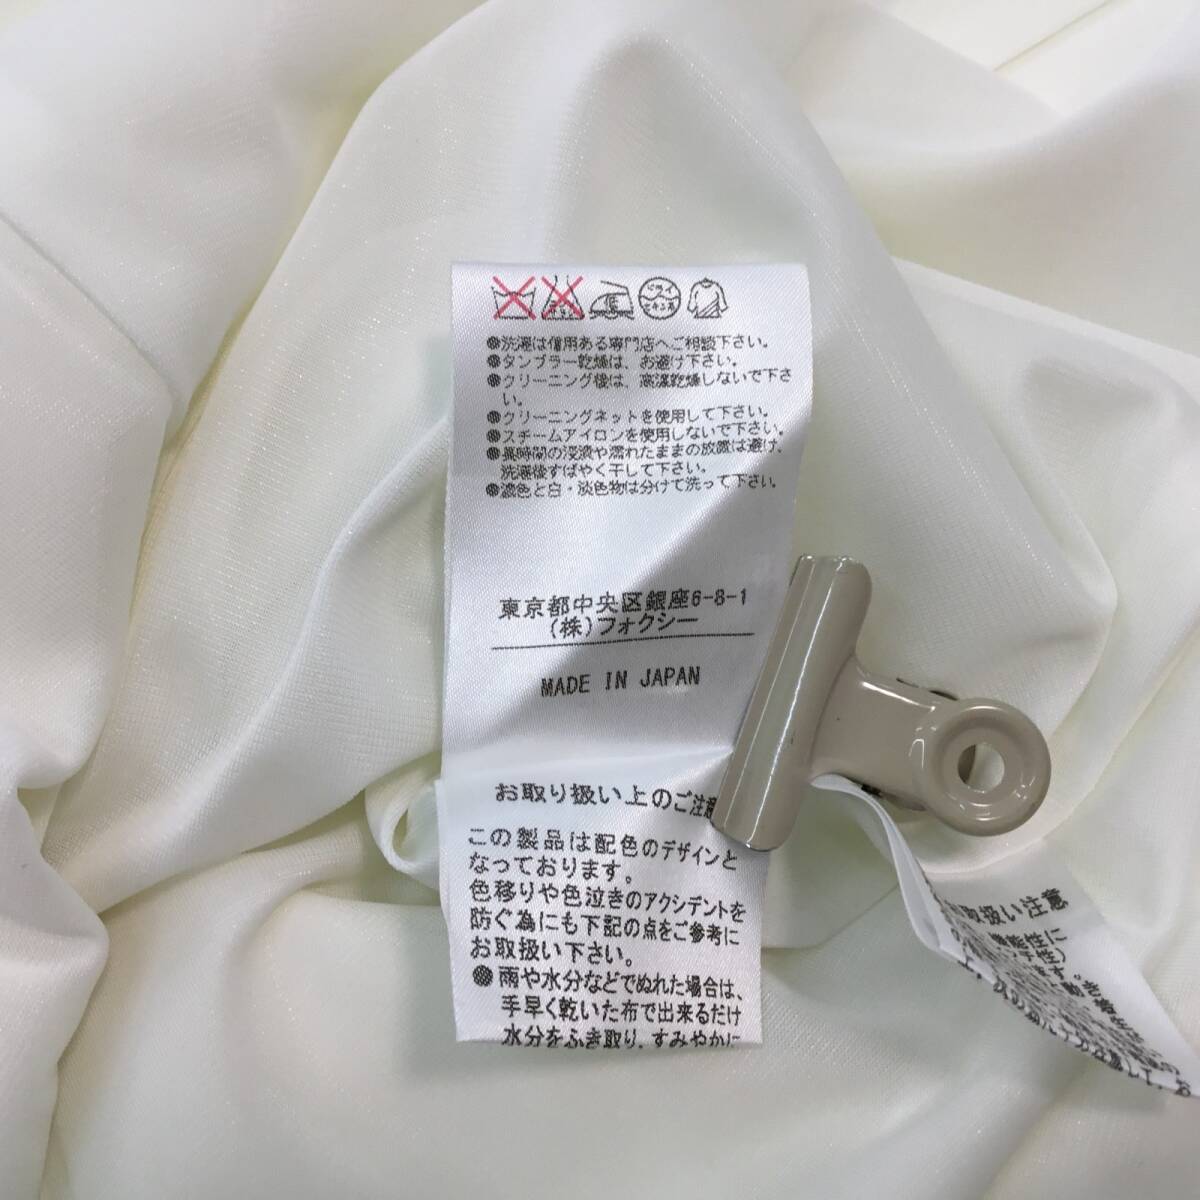 ドライ
セキユ系
●洗濯は信用ある専門店へご相談下さい。
●タンブラー乾燥は、お避け下さい。
●クリーニング後は、高温乾燥しないで下さ
い。
●クリーニングネットを使用して下さい。
●スチームアイロンを使用しないで下さい。
●長時間の浸漬や濡れたままの放置は避け、
洗濯後すばやく干して下さい。
●濃色と白・淡色物は分けて洗って下さい。
東京都中央区銀座6-8-1
(株)フォクシー
MADE IN JAPAN
お取り扱い上のご注意
この製品は配色のデザインと
なっております。
色移りや色泣きのアクシデントを
防ぐ為にも下記の点をご参考に
お取扱い下さい。
●雨や水分などでぬれた場合は、
手早く乾いた布で出来るだけ
水分をふき取り、すみやかに
取扱い注意